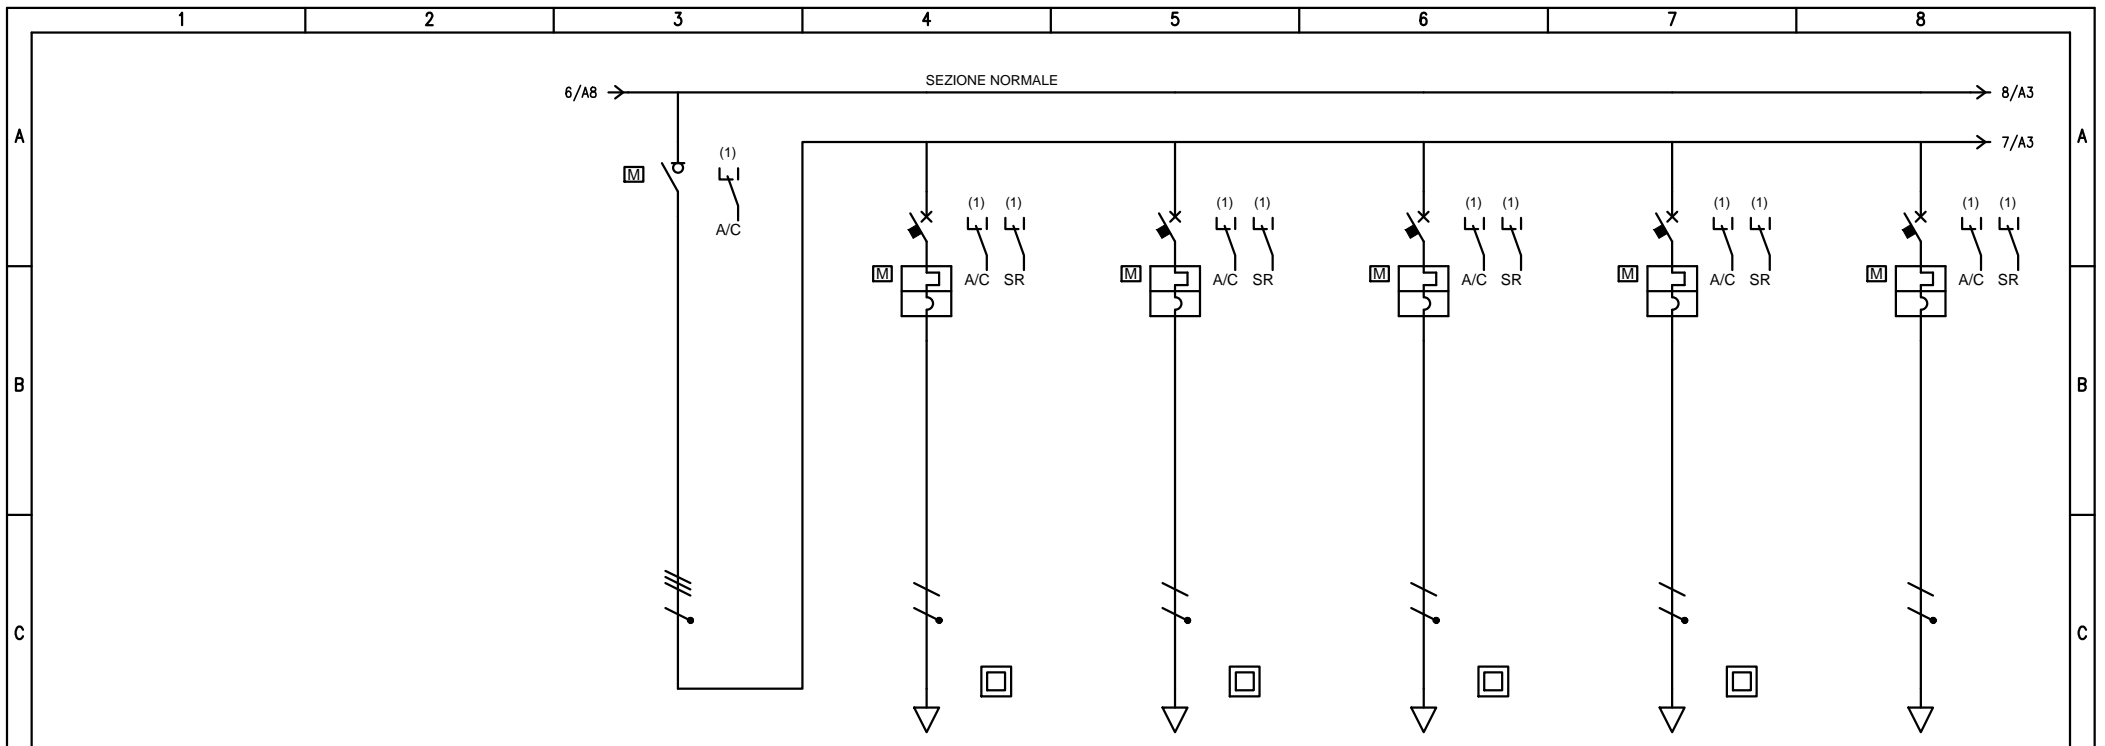 1 2 3 4 5 6 7 8
SEZIONE NORMALE
6/A8 8/A3
A A
7/A3
(1)
M
(1) (1) (1) (1) (1) (1) (1) (1) (1) (1)
A/C
M A/C SR M A/C SR M A/C SR M A/C SR M A/C SR
B B
C C